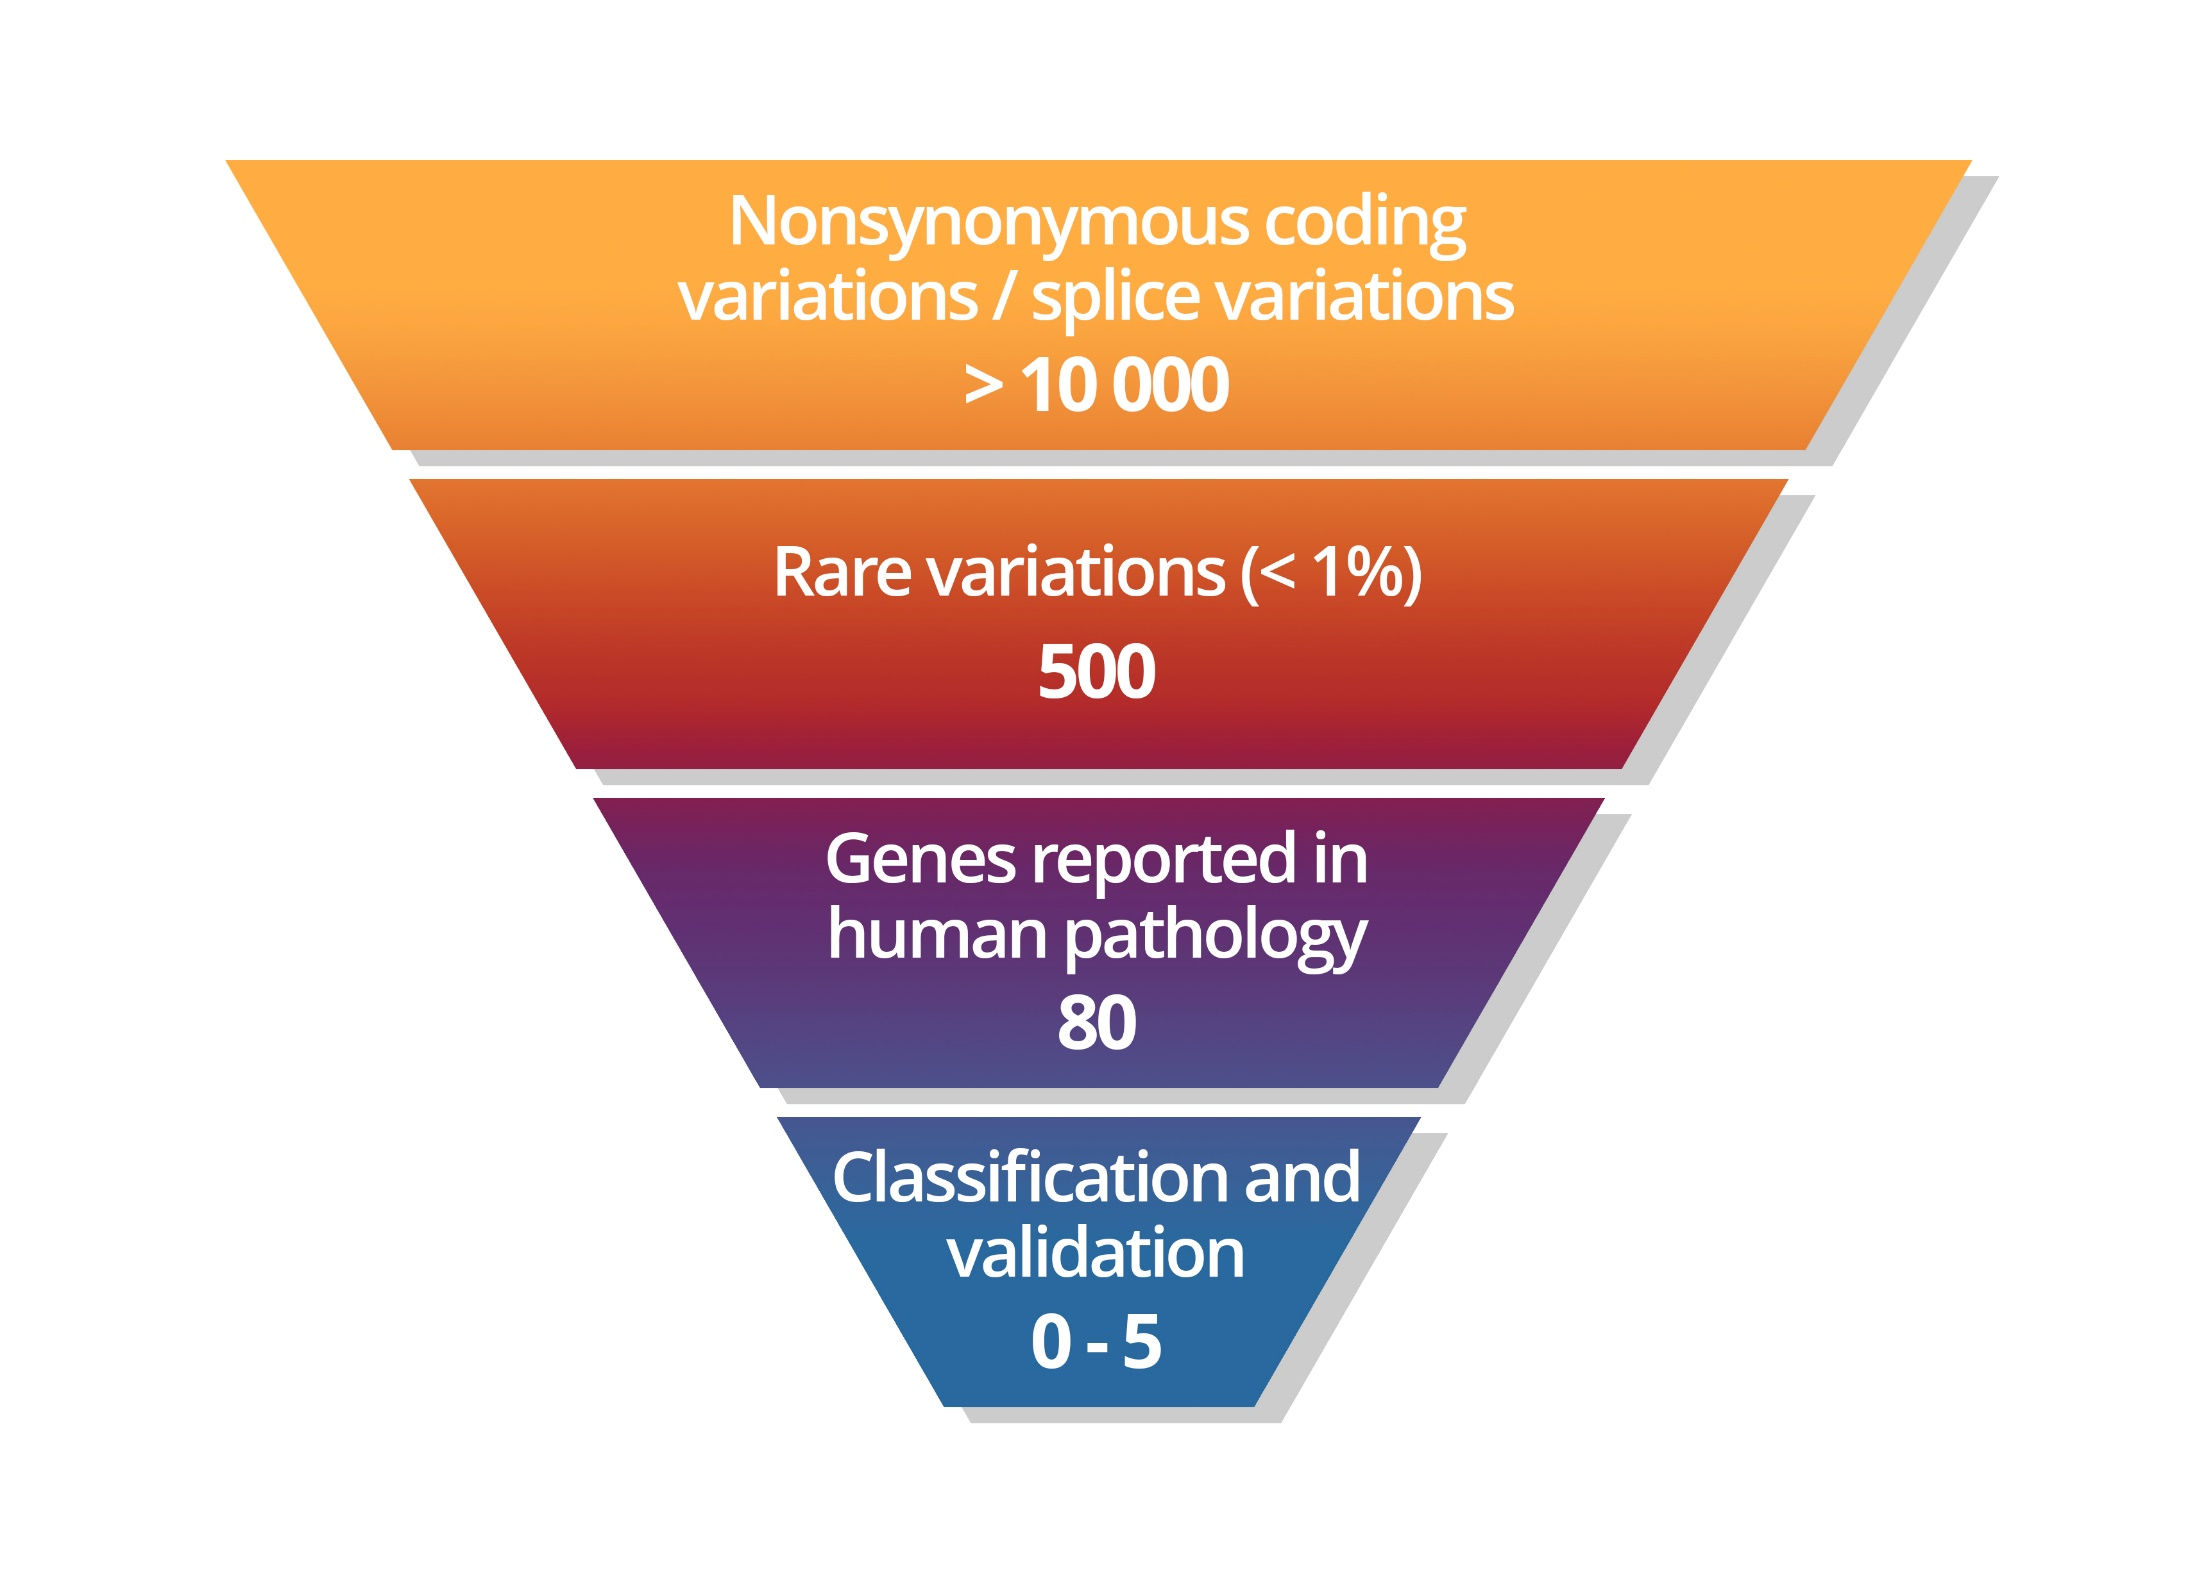 Nonsynonymous coding
variations / splice variations
> 10 000
Rare variations (< 1%)
500
Genes reported in
human pathology
80
Classification and
validation
0 - 5